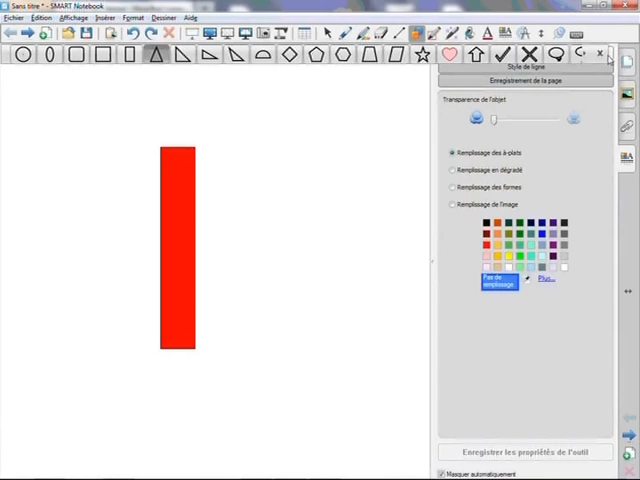 Sans titre * - SMART Notebook
Fichier Édition Affichage Insérer Format Dessiner Aide
Style de ligne
Enregistrement de la page
Transparence de l'objet
Remplissage des à-plats
Remplissage en dégradé
Remplissage des formes
Remplissage de l'image
Pas de
remplissage
Plus...
Enregistrer les propriétés de l'outil
Masquer automatiquement